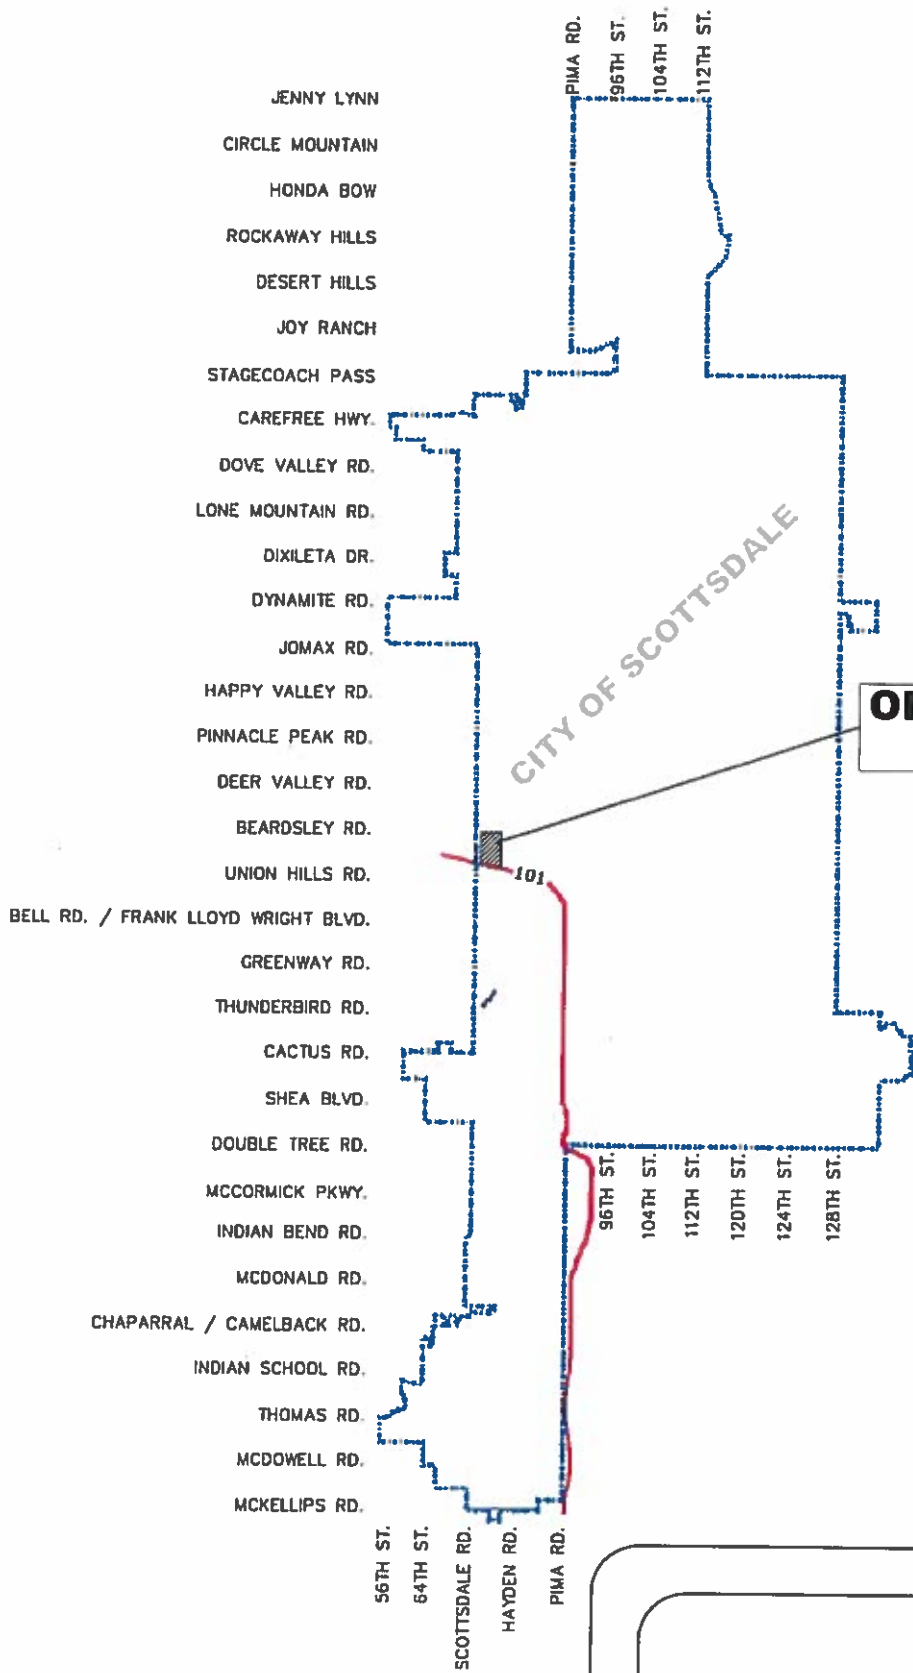 PIMA RD.
96TH ST.
104TH ST.
112TH ST.
JENNY LYNN
CIRCLE MOUNTAIN
HONDA BOW
ROCKAWAY HILLS
DESERT HILLS
JOY RANCH
STAGECOACH PASS
CAREFREE HWY.
DOVE VALLEY RD.
LONE MOUNTAIN RD.
DIXILETA DR.
DYNAMITE RD.
JOMAX RD.
HAPPY VALLEY RD.
PINNACLE PEAK RD.
DEER VALLEY RD.
BEARDSLEY RD.
UNION HILLS RD.
BELL RD. / FRANK LLOYD WRIGHT BLVD.
GREENWAY RD.
THUNDERBIRD RD.
CACTUS RD.
SHEA BLVD.
DOUBLE TREE RD.
MCCORMICK PKWY.
INDIAN BEND RD.
MCDONALD RD.
CHAPARRAL / CAMELBACK RD.
INDIAN SCHOOL RD.
THOMAS RD.
MCDOWELL RD.
MCKELLIPS RD.
CITY OF SCOTTSDALE
101
96TH ST.
104TH ST.
112TH ST.
120TH ST.
124TH ST.
128TH ST.
56TH ST.
64TH ST.
SCOTTSDALE RD.
HAYDEN RD.
PIMA RD.